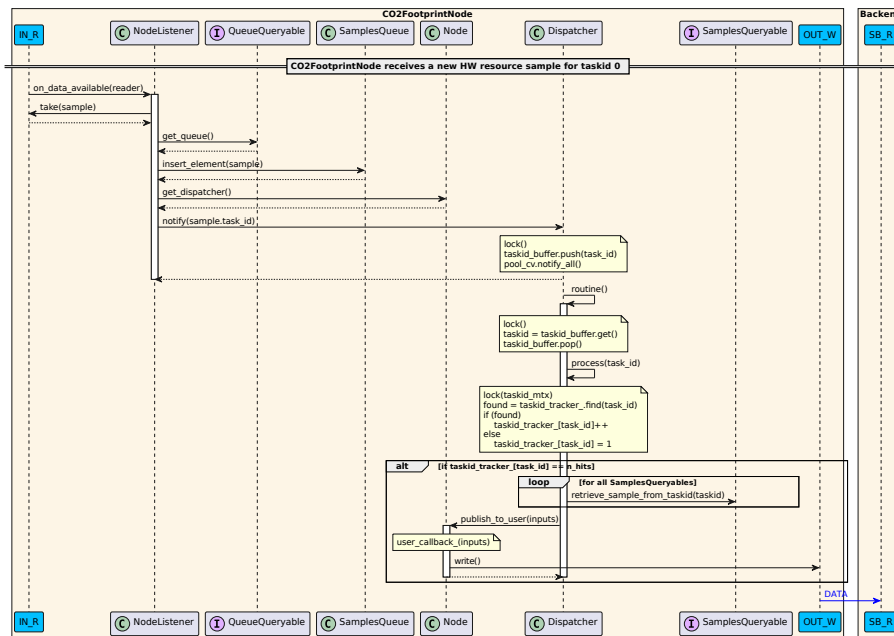 CO2FootprintNode
Backen
IN_R
C NodeListener
I QueueQueryable
C SamplesQueue
C Node
C Dispatcher
I SamplesQueryable
OUT_W
SB_R
CO2FootprintNode receives a new HW resource sample for taskid 0
on_data_available(reader)
take(sample)
get_queue()
insert_element(sample)
get_dispatcher()
notify(sample.task_id)
lock()
taskid_buffer.push(task_id)
pool_cv.notify_all()
routine()
lock()
taskid = taskid_buffer.get()
taskid_buffer.pop()
process(task_id)
lock(taskid_mtx)
found = taskid_tracker_.find(task_id)
if (found)
taskid_tracker_[task_id]++
else
taskid_tracker_[task_id] = 1
alt [if taskid_tracker_[task_id] == n_hits]
loop [for all SamplesQueryables]
retrieve_sample_from_taskid(taskid)
publish_to_user(inputs)
user_callback_(inputs)
write()
DATA
IN_R
C NodeListener
I QueueQueryable
C SamplesQueue
C Node
C Dispatcher
I SamplesQueryable
OUT_W
SB_R